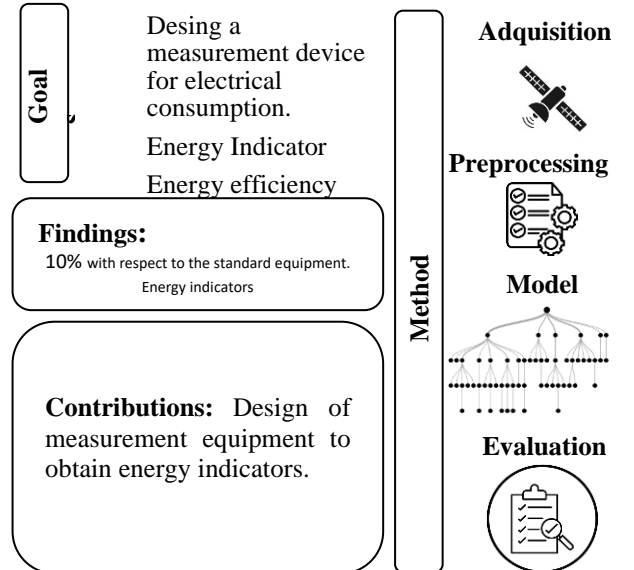 Goal
Desing a
measurement device
for electrical
consumption.
Energy Indicator
Energy efficiency
Findings:
10% with respect to the standard equipment.
Energy indicators
Contributions: Design of
measurement equipment to
obtain energy indicators.
Method
Adquisition
Preprocessing
Model
Evaluation